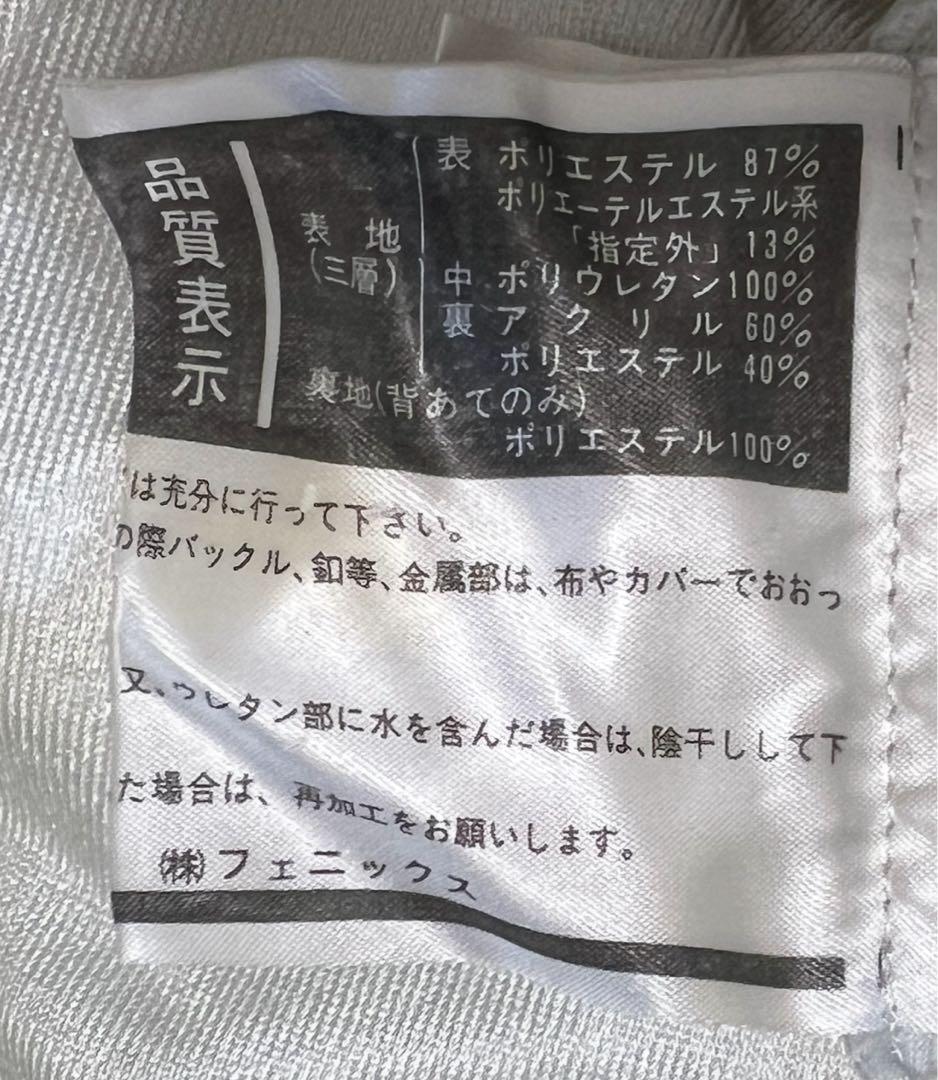 品質表示
表地
(三層)
表 ポリエステル 87%
ポリエーテルエステル系
「指定外」 13%
中 ポリウレタン100%
裏 アクリル 60%
ポリエステル 40%
裏地(背あてのみ)
ポリエステル100%
は充分に行って下さい。
の際バックル、釦等、金属部は、布やカバーでおおっ
又、ウレタン部に水を含んだ場合は、陰干しして下
た場合は、再加工をお願いします。
(株)フェニックス